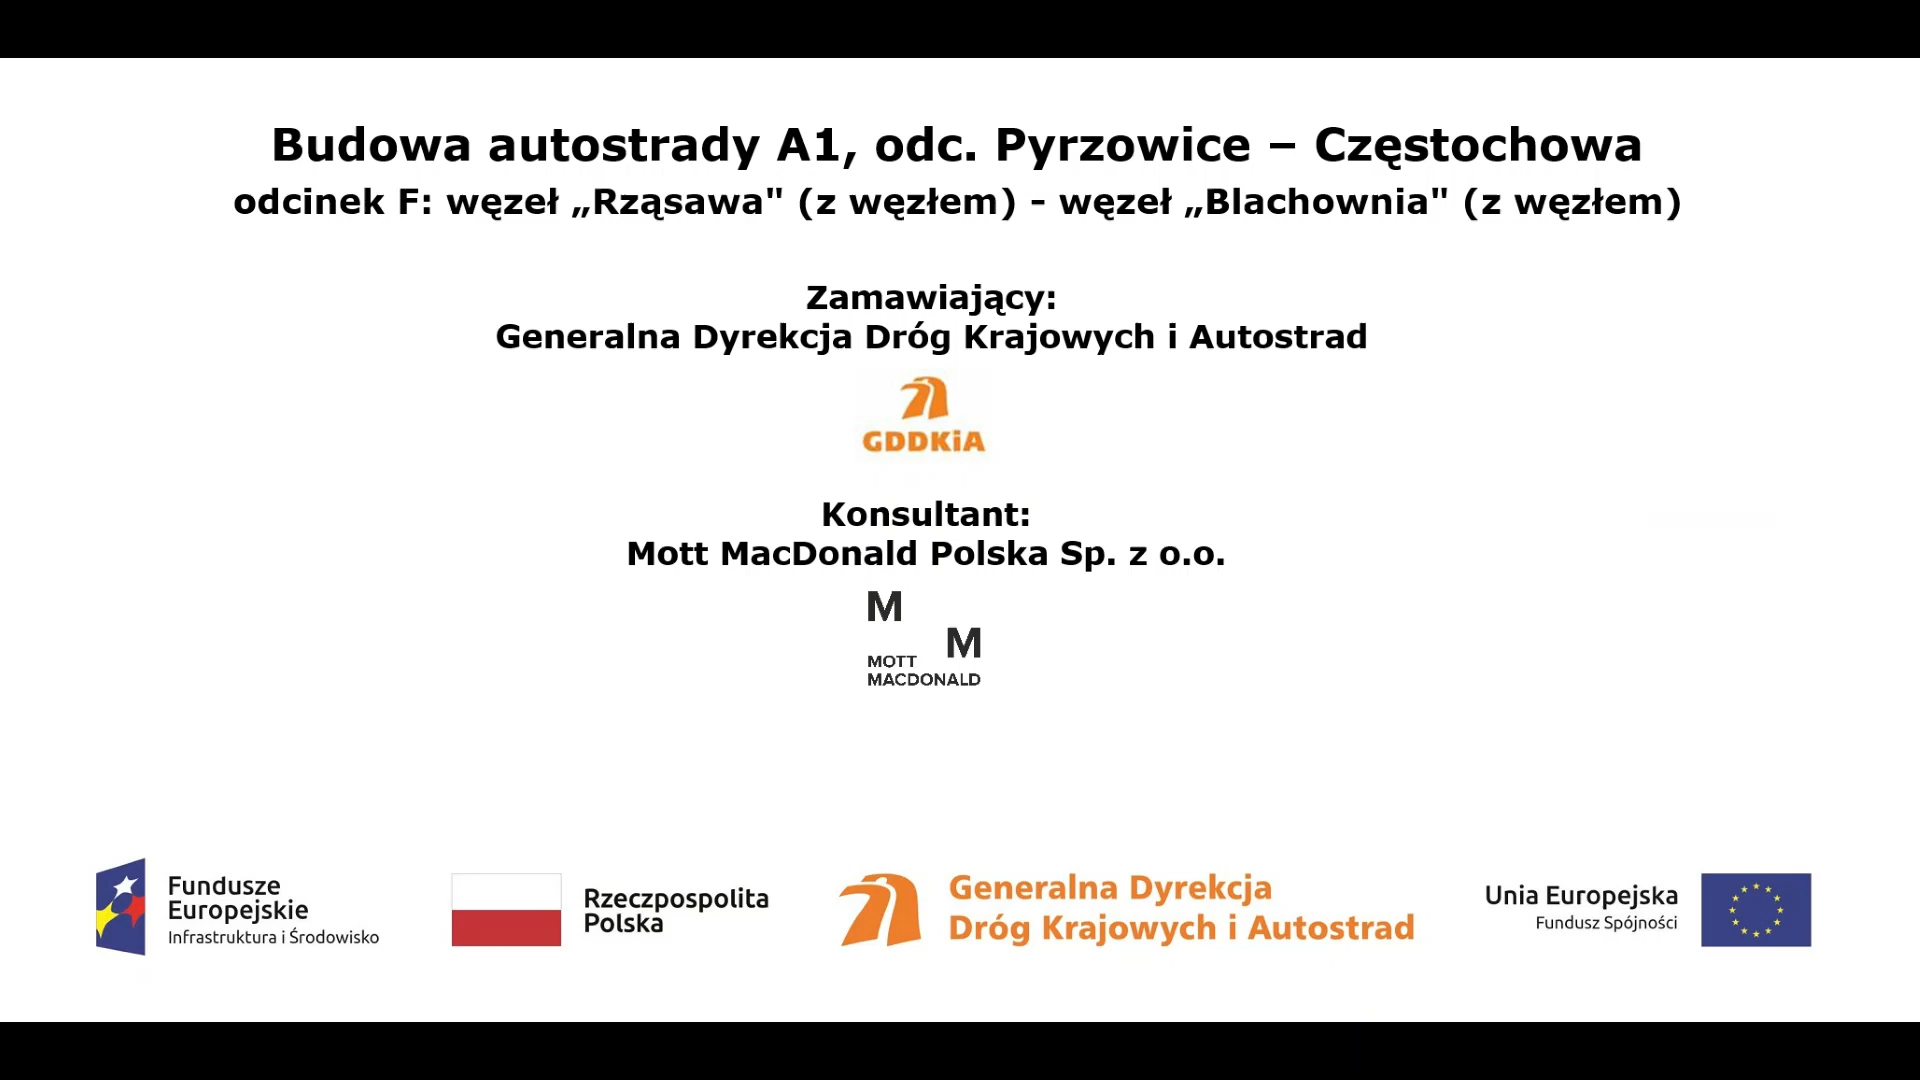 Budowa autostrady A1, odc. Pyrzowice – Częstochowa
odcinek F: węzeł „Rząsawa" (z węzłem) - węzeł „Blachownia" (z węzłem)
Zamawiający:
Generalna Dyrekcja Dróg Krajowych i Autostrad
GDDKiA
Konsultant:
Mott MacDonald Polska Sp. z o.o.
M
M
MOTT
MACDONALD
Fundusze
Europejskie
Infrastruktura i Środowisko
Rzeczpospolita
Polska
Generalna Dyrekcja
Dróg Krajowych i Autostrad
Unia Europejska
Fundusz Spójności